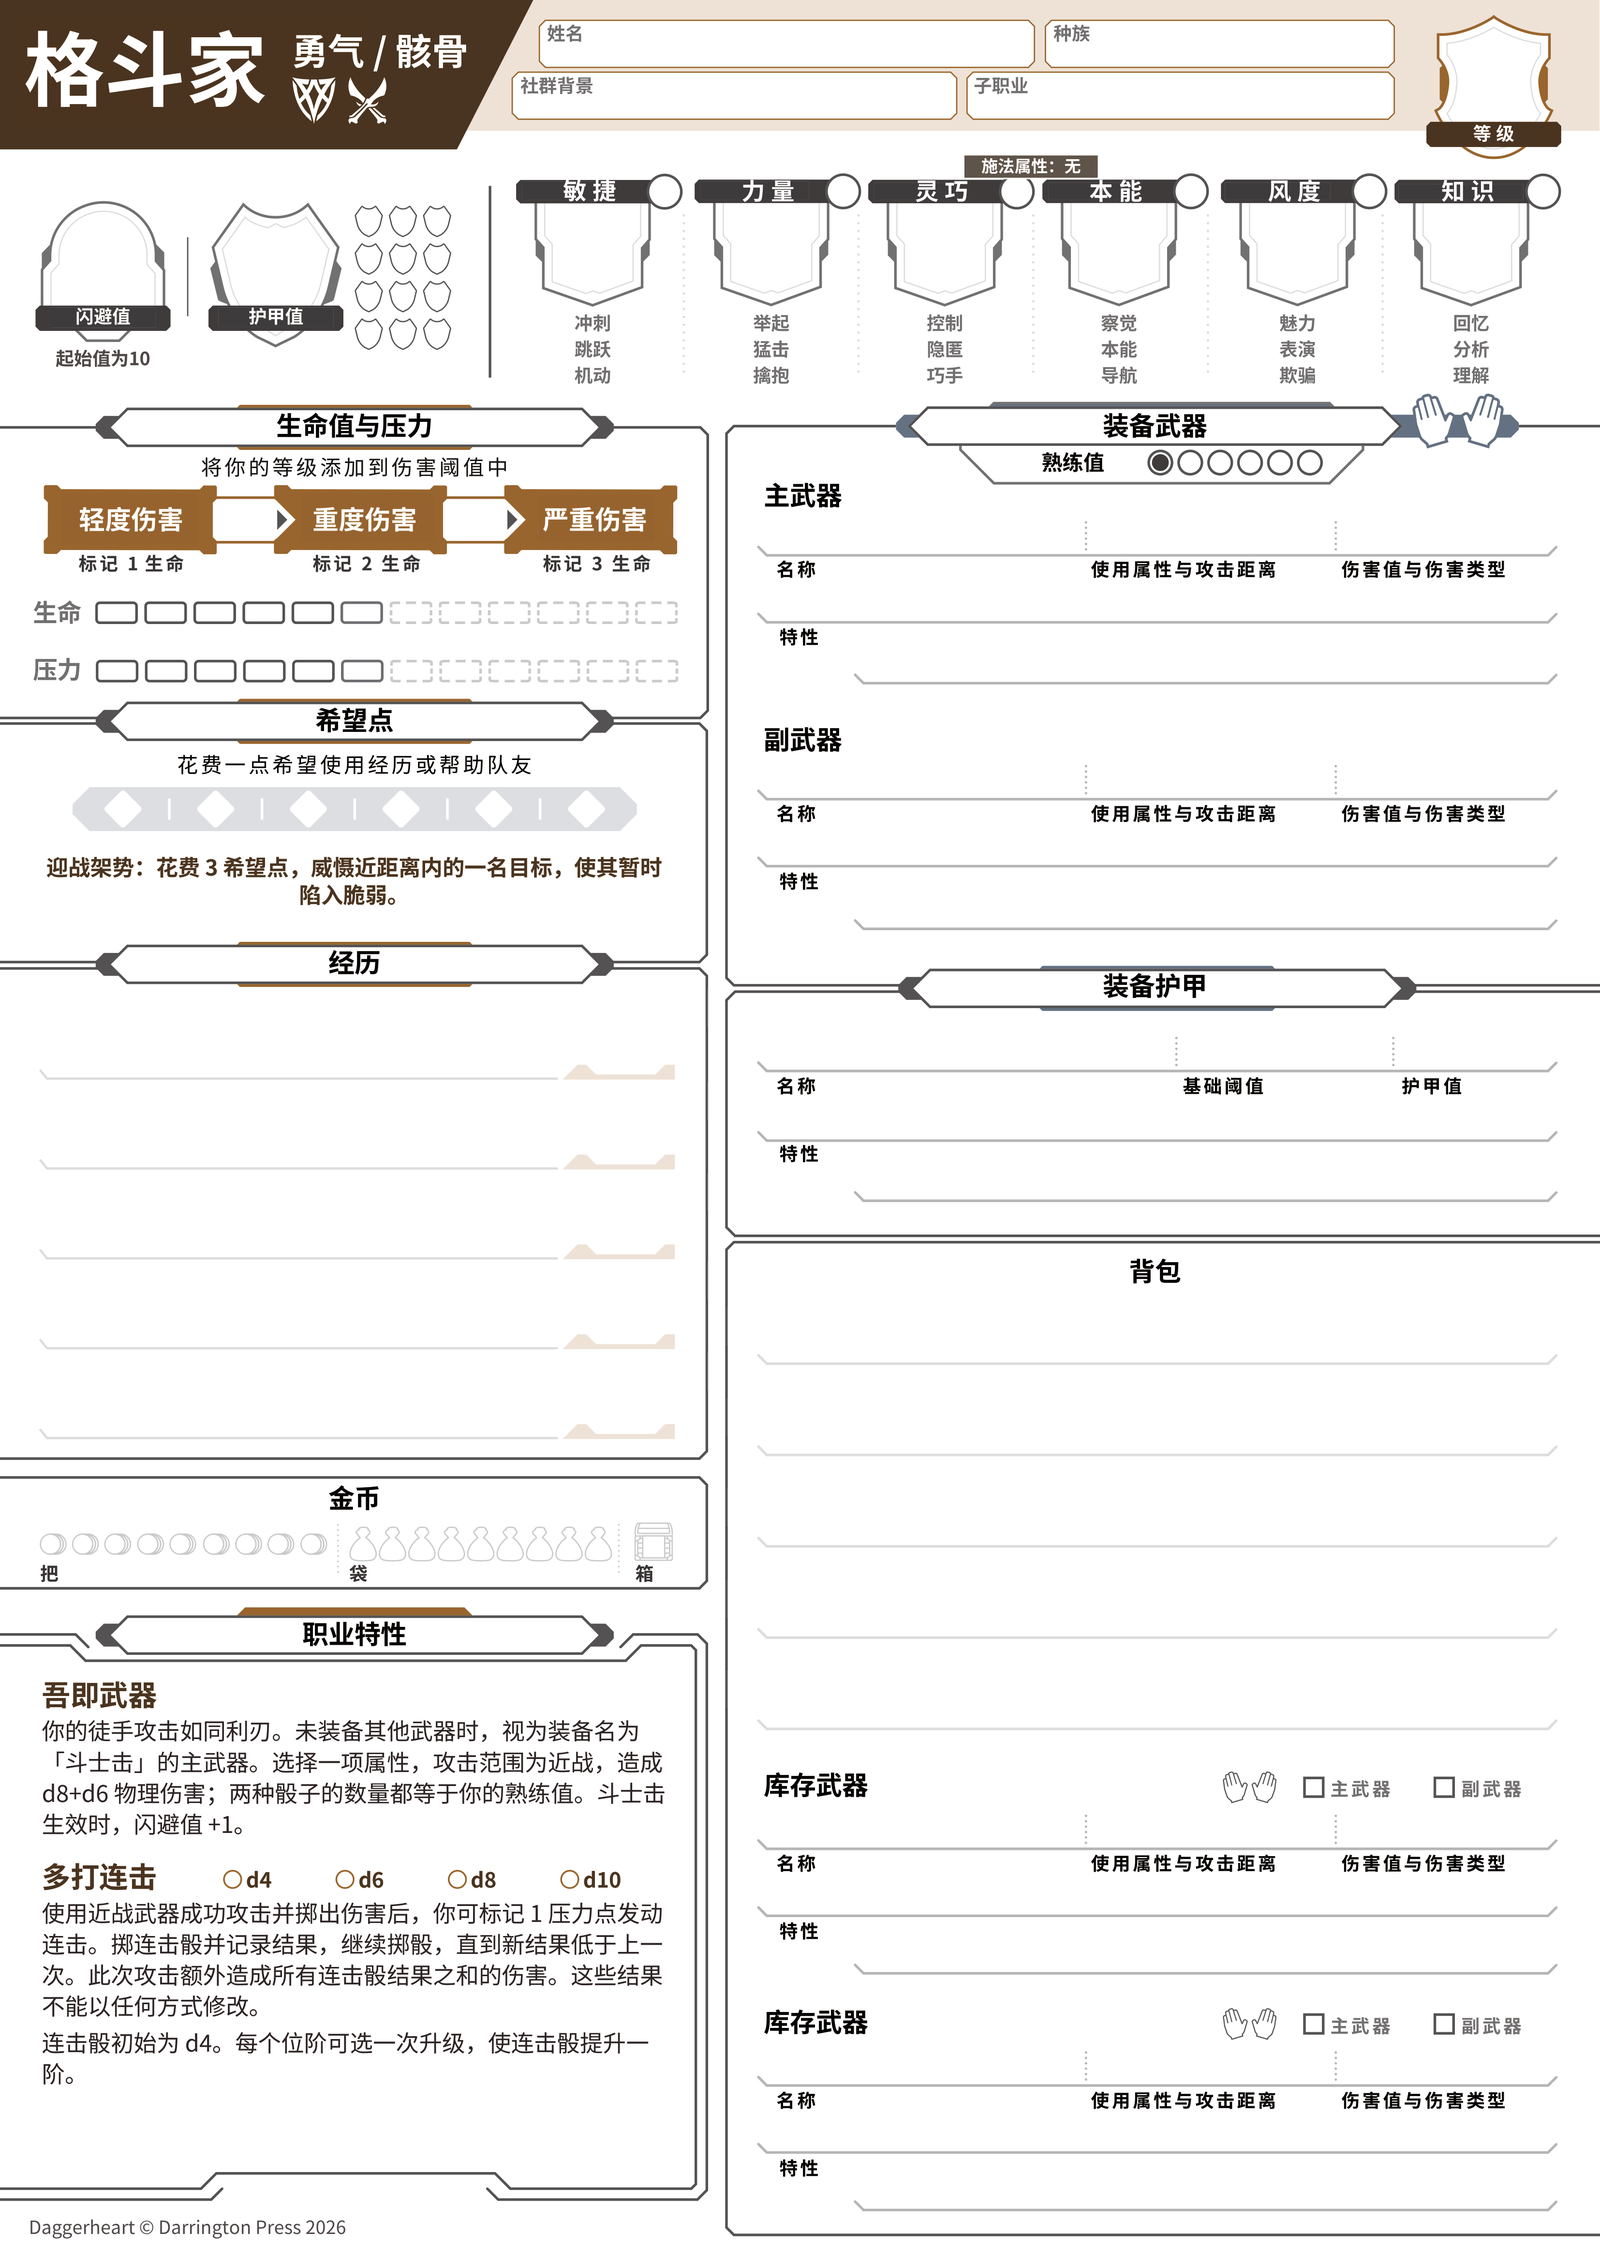 格斗家
勇气 / 骸骨
姓名
种族
社群背景
子职业
等级
施法属性：无
敏捷
力量
灵巧
本能
风度
知识
闪避值
护甲值
起始值为10
冲刺
跳跃
机动
举起
猛击
擒抱
控制
隐匿
巧手
察觉
本能
导航
魅力
表演
欺骗
回忆
分析
理解
生命值与压力
将你的等级添加到伤害阈值中
轻度伤害
重度伤害
严重伤害
标记 1 生命
标记 2 生命
标记 3 生命
生命
压力
希望点
花费一点希望使用经历或帮助队友
迎战架势：花费 3 希望点，威慑近距离内的一名目标，使其暂时
陷入脆弱。
经历
金币
把
袋
箱
职业特性
吾即武器
你的徒手攻击如同利刃。未装备其他武器时，视为装备名为
「斗士击」的主武器。选择一项属性，攻击范围为近战，造成
d8+d6 物理伤害；两种骰子的数量都等于你的熟练值。斗士击
生效时，闪避值 +1。
多打连击 d4 d6 d8 d10
使用近战武器成功攻击并掷出伤害后，你可标记 1 压力点发动
连击。掷连击骰并记录结果，继续掷骰，直到新结果低于上一
次。此次攻击额外造成所有连击骰结果之和的伤害。这些结果
不能以任何方式修改。
连击骰初始为 d4。每个位阶可选一次升级，使连击骰提升一
阶。
Daggerheart © Darrington Press 2026
装备武器
熟练值
主武器
名称 使用属性与攻击距离 伤害值与伤害类型
特性
副武器
名称 使用属性与攻击距离 伤害值与伤害类型
特性
装备护甲
名称 基础阈值 护甲值
特性
背包
库存武器 主武器 副武器
名称 使用属性与攻击距离 伤害值与伤害类型
特性
库存武器 主武器 副武器
名称 使用属性与攻击距离 伤害值与伤害类型
特性